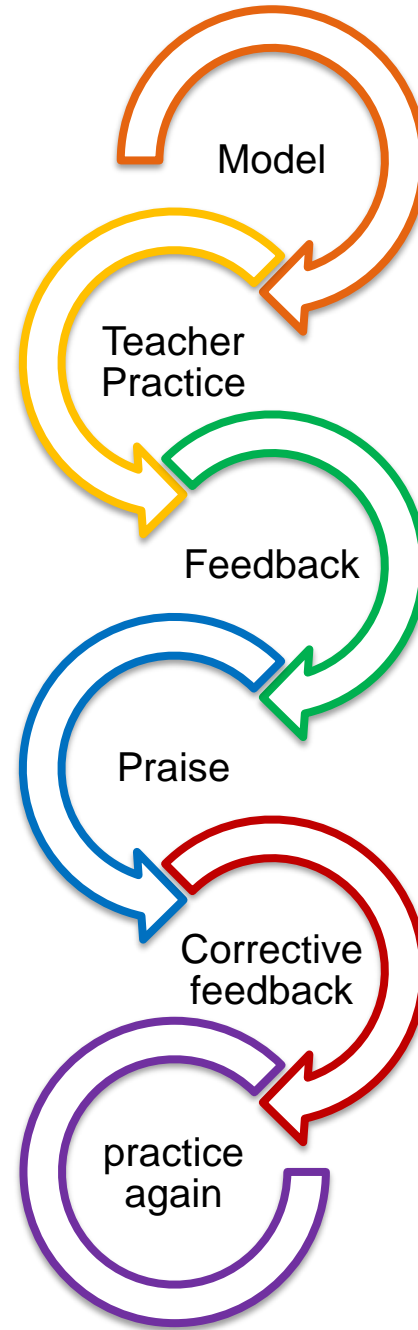 Model
Teacher
Practice
Feedback
Praise
Corrective
feedback
practice
again